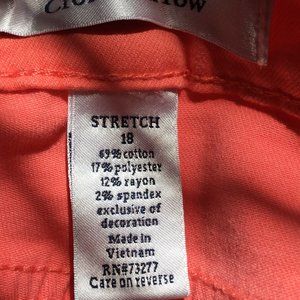 STRETCH
18
69% cotton
17% polyester
12% rayon
2% spandex
exclusive of
decoration
Made in
Vietnam
RN#73277
Care on reverse